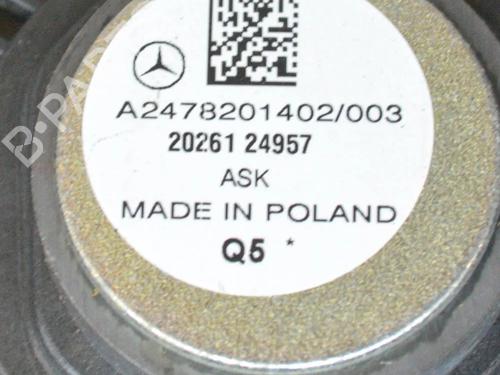 A2478201402/003
20261 24957
ASK
MADE IN POLAND
Q5 *